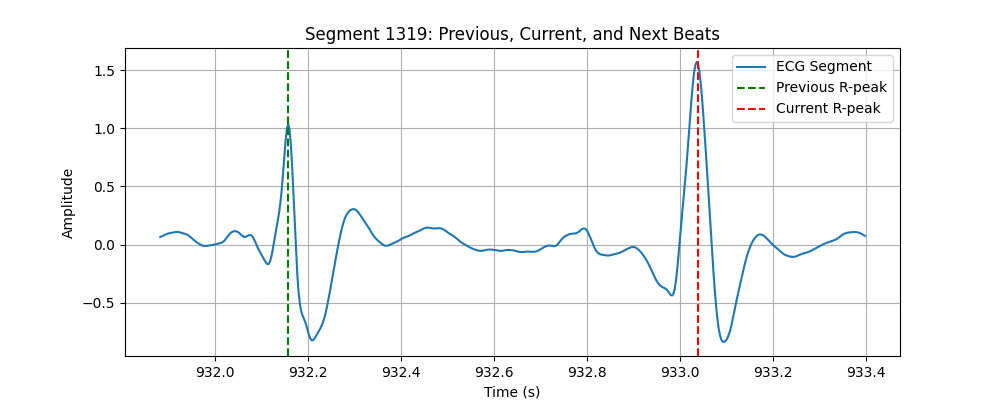 Segment 1319: Previous, Current, and Next Beats
ECG Segment
Previous R-peak
Current R-peak
Amplitude
1.5
1.0
0.5
0.0
−0.5
932.0 932.2 932.4 932.6 932.8 933.0 933.2 933.4
Time (s)